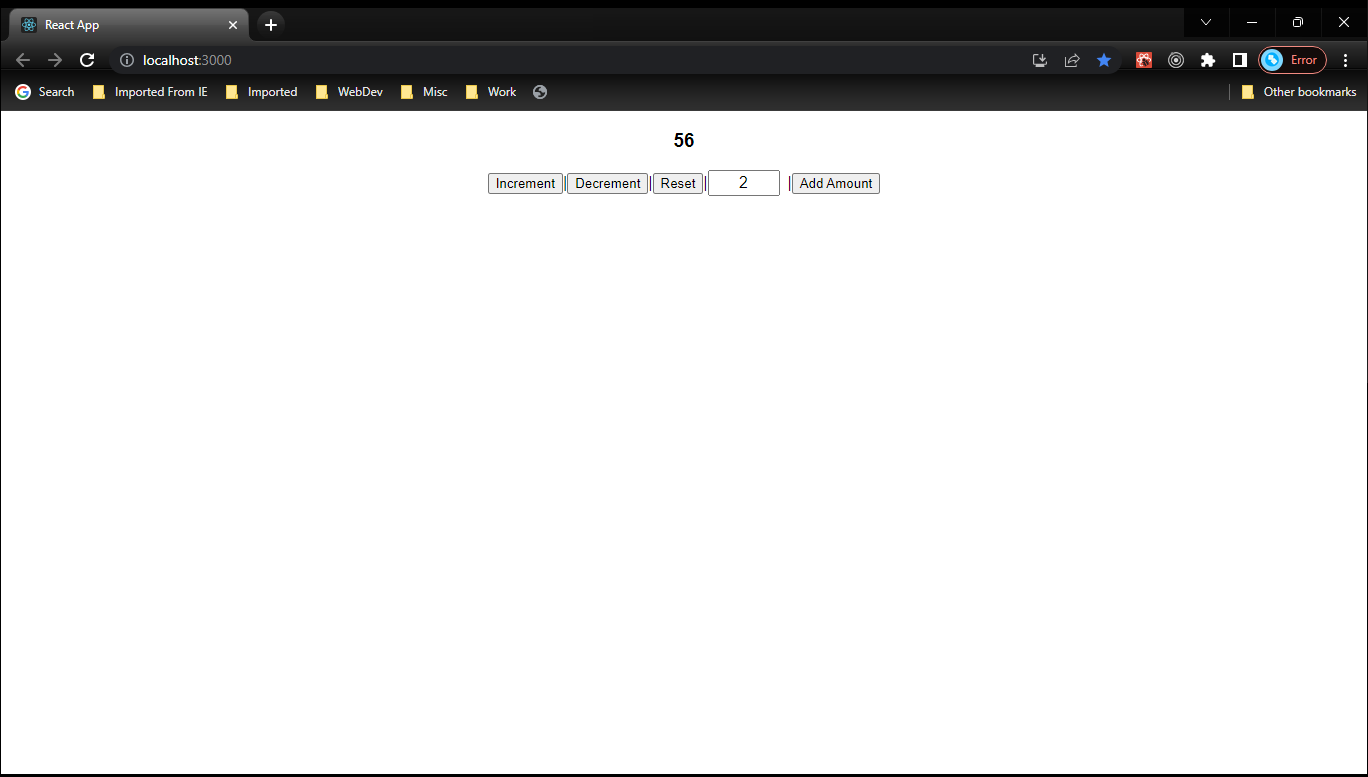 React App
localhost:3000
Error
Search Imported From IE Imported WebDev Misc Work Other bookmarks
56
Increment|Decrement|Reset|2 |Add Amount